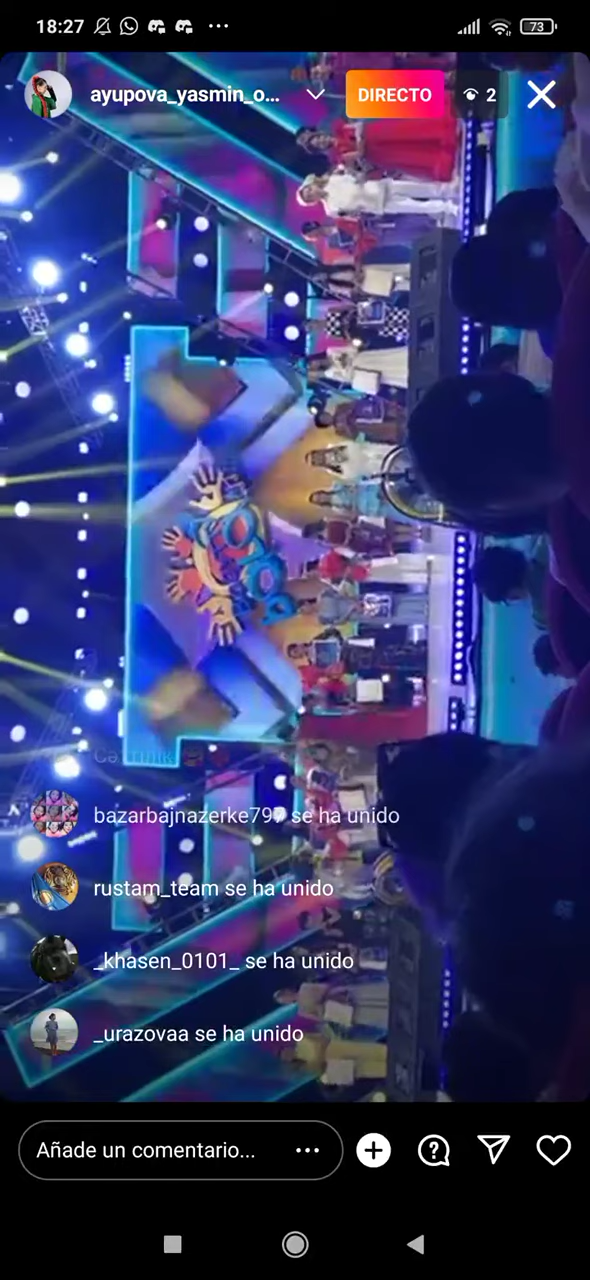 18:27
73
ayupova_yasmin_o...
DIRECTO
2
bazarbajnazerke797 se ha unido
rustam_team se ha unido
_khasen_0101_ se ha unido
_urazovaa se ha unido
Añade un comentario...